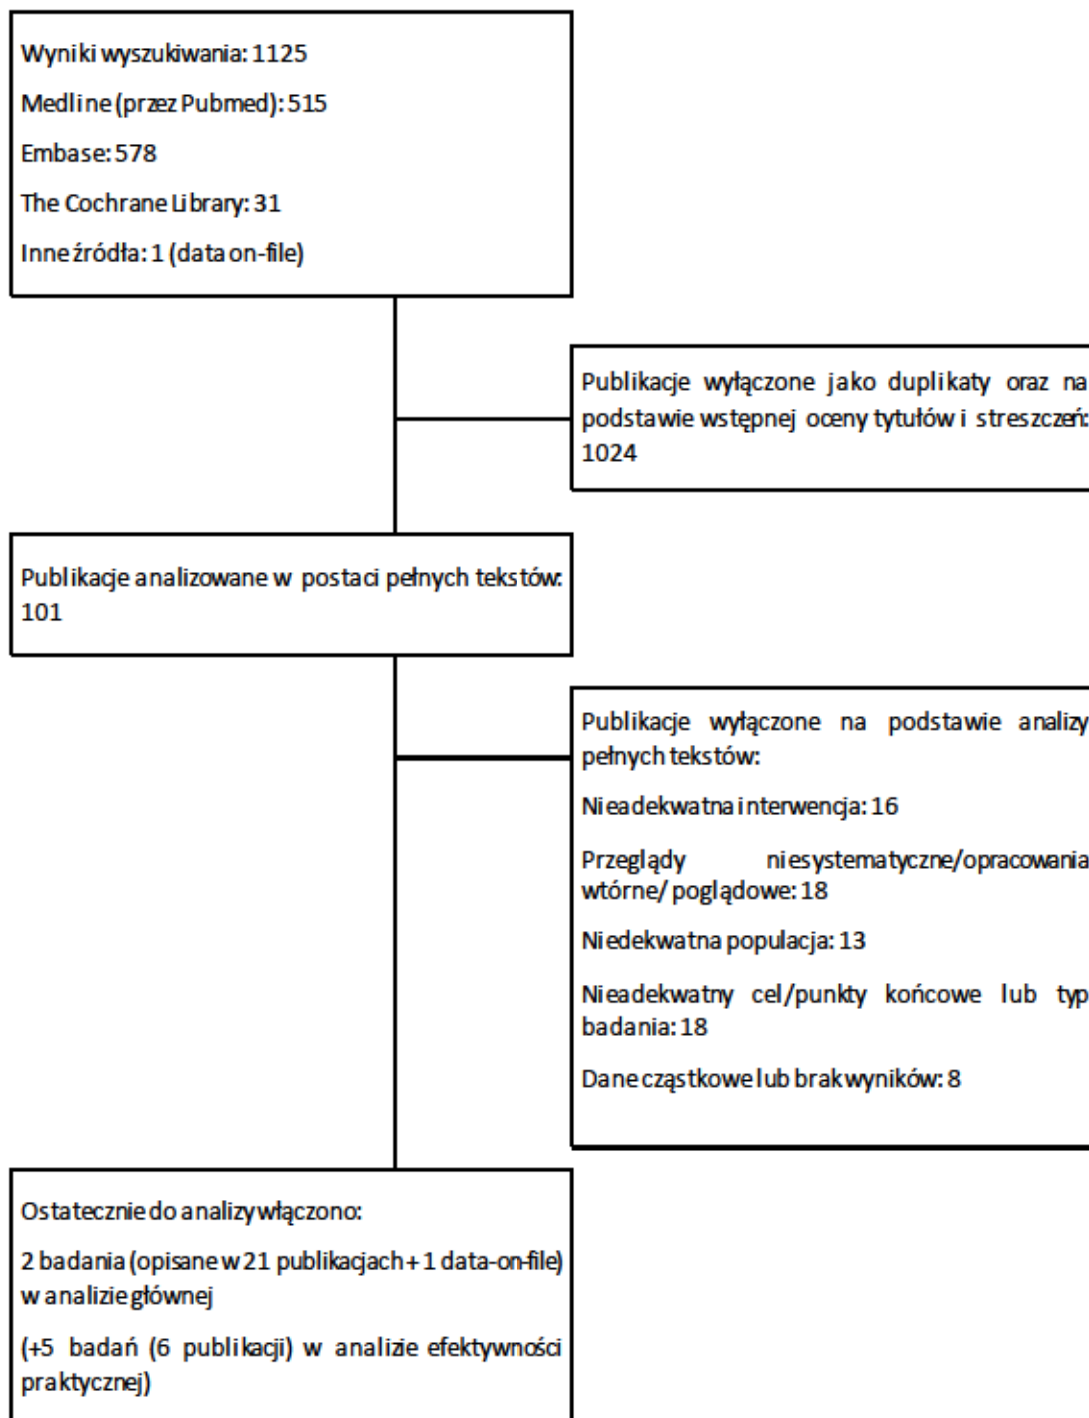 Wyniki wyszukiwania: 1125
Medline (przez Pubmed): 515
Embase: 578
The Cochrane Library: 31
Inne źródła: 1 (data on-file)
Publikacje wyłączone jako duplikaty oraz na
podstawie wstępnej oceny tytułów i streszczeń:
1024
Publikacje analizowane w postaci pełnych tekstów:
101
Publikacje wyłączone na podstawie analizy
pełnych tekstów:
Nieadekwatna interwencja: 16
Przeglądy niesystematyczne/opracowania
wtórne/ poglądowe: 18
Niedekwatna populacja: 13
Nieadekwatny cel/punkty końcowe lub typ
badania: 18
Dane cząstkowe lub brak wyników: 8
Ostatecznie do analizy włączono:
2 badania (opisane w 21 publikacjach + 1 data-on-file)
w analizie głównej
(+5 badań (6 publikacji) w analizie efektywności
praktycznej)